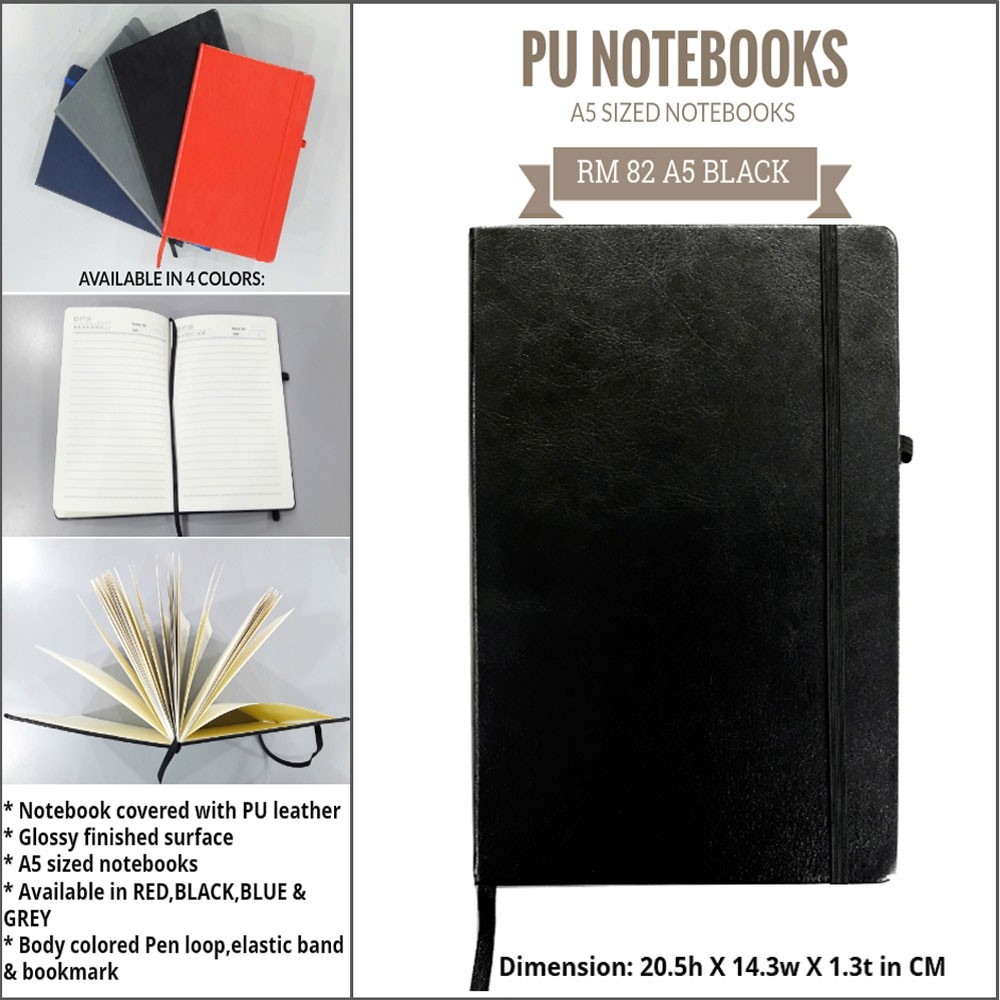 PU NOTEBOOKS
A5 SIZED NOTEBOOKS
RM 82 A5 BLACK
AVAILABLE IN 4 COLORS:
* Notebook covered with PU leather
* Glossy finished surface
* A5 sized notebooks
* Available in RED,BLACK,BLUE &
GREY
* Body colored Pen loop,elastic band
& bookmark
Dimension: 20.5h X 14.3w X 1.3t in CM